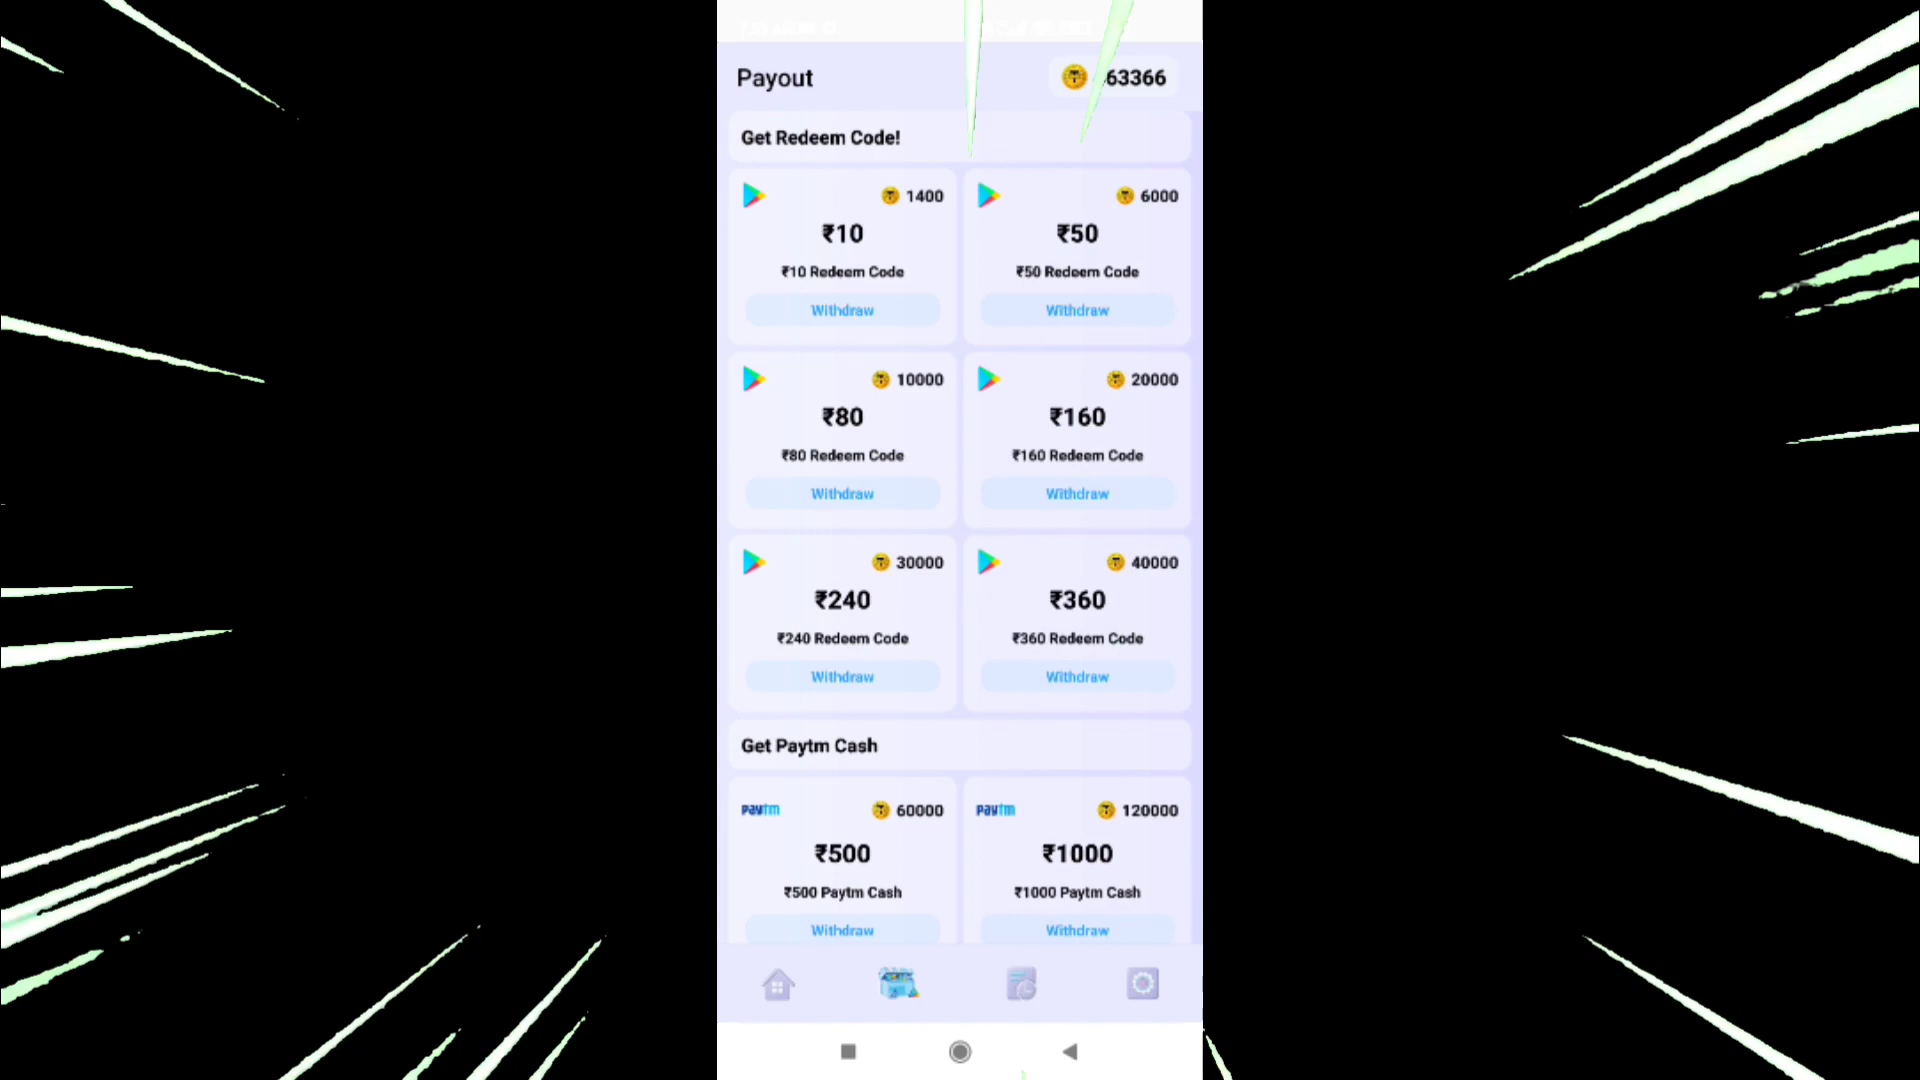 Payout
63366
Get Redeem Code!
1400
6000
₹10
₹50
₹10 Redeem Code
₹50 Redeem Code
Withdraw
Withdraw
10000
20000
₹80
₹160
₹80 Redeem Code
₹160 Redeem Code
Withdraw
Withdraw
30000
40000
₹240
₹360
₹240 Redeem Code
₹360 Redeem Code
Withdraw
Withdraw
Get Paytm Cash
paytm
60000
paytm
120000
₹500
₹1000
₹500 Paytm Cash
₹1000 Paytm Cash
Withdraw
Withdraw